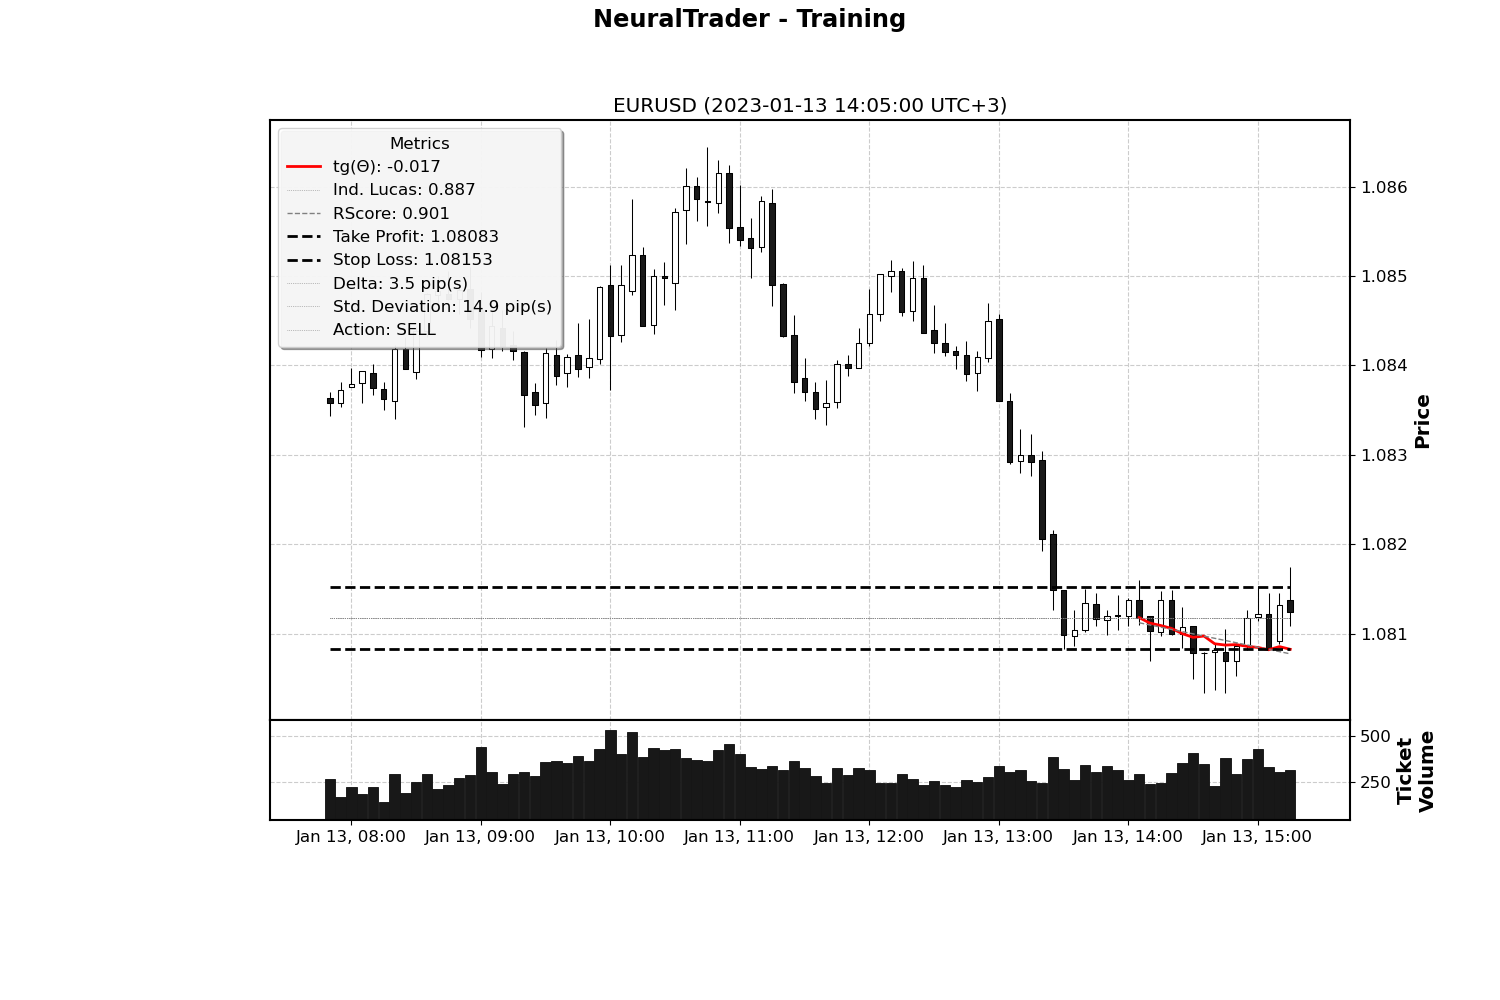 NeuralTrader - Training
EURUSD (2023-01-13 14:05:00 UTC+3)
Metrics
tg(Θ): -0.017
Ind. Lucas: 0.887
RScore: 0.901
Take Profit: 1.08083
Stop Loss: 1.08153
Delta: 3.5 pip(s)
Std. Deviation: 14.9 pip(s)
Action: SELL
1.086
1.085
1.084
1.083
1.082
1.081
Price
500
250
Ticket
Volume
Jan 13, 08:00
Jan 13, 09:00
Jan 13, 10:00
Jan 13, 11:00
Jan 13, 12:00
Jan 13, 13:00
Jan 13, 14:00
Jan 13, 15:00